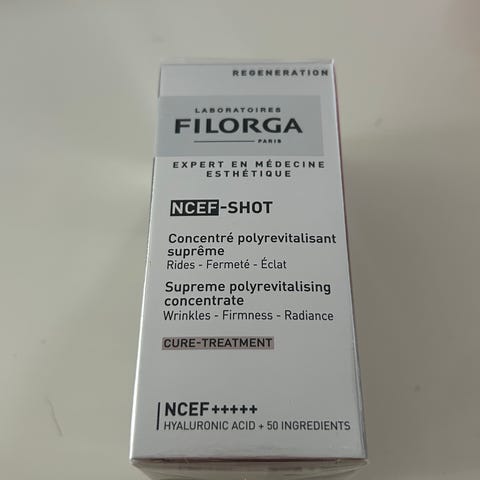 REGENERATION
LABORATOIRES
FILORGA
PARIS
EXPERT EN MÉDECINE
ESTHÉTIQUE
NCEF-SHOT
Concentré polyrevitalisant
suprême
Rides - Fermeté - Éclat
Supreme polyrevitalising
concentrate
Wrinkles - Firmness - Radiance
CURE-TREATMENT
NCEF+++++
HYALURONIC ACID + 50 INGREDIENTS